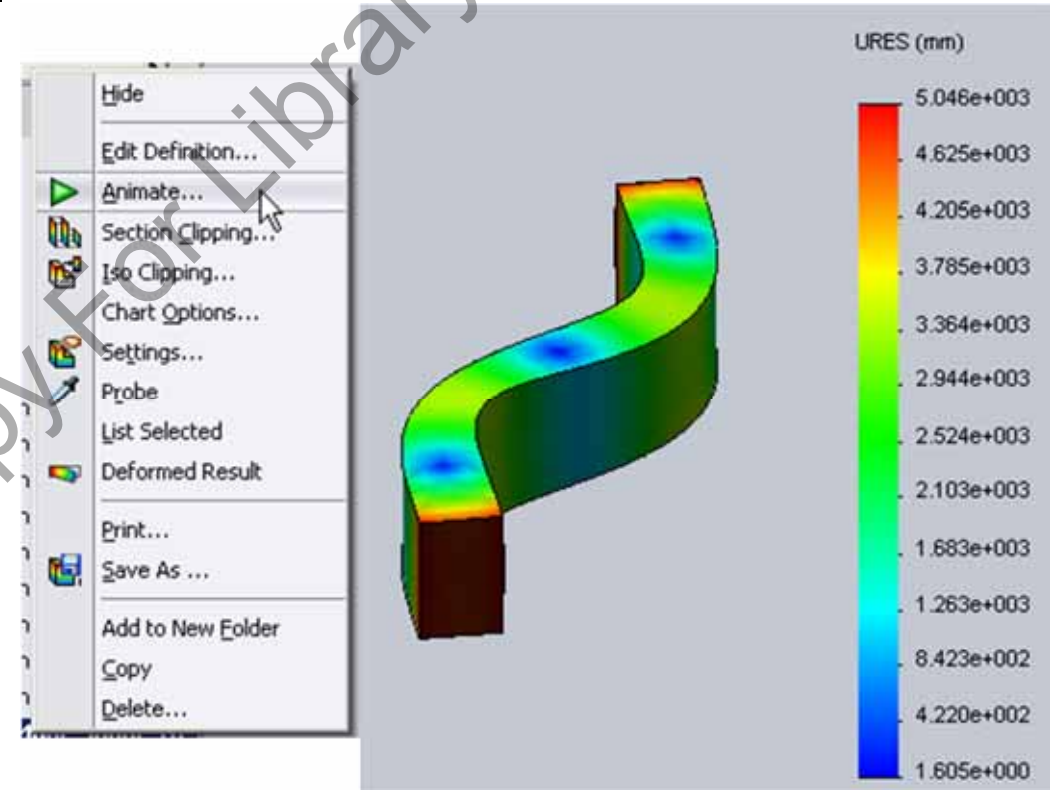 Hide
Edit Definition...
Animate...
Section Clipping...
Iso Clipping...
Chart Options...
Settings...
Probe
List Selected
Deformed Result
Print...
Save As ...
Add to New Folder
Copy
Delete...
URES (mm)
5.046e+003
4.625e+003
4.205e+003
3.785e+003
3.364e+003
2.944e+003
2.524e+003
2.103e+003
1.683e+003
1.263e+003
8.423e+002
4.220e+002
1.605e+000
py For Library